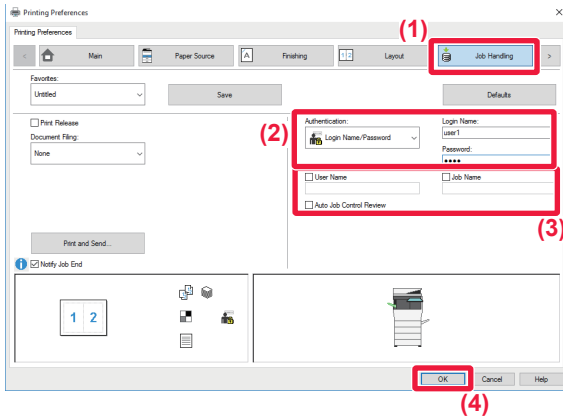 Printing Preferences
×
Printing Preferences
(1)
< Main Paper Source A Finishing 1 2 Layout Job Handling >
Favorites:
Untitled Save Defaults
Print Release
Document Filing:
None
(2)
Authentication: Login Name:
Login Name/Password user1
Password:
••••
User Name Job Name
Auto Job Control Review
(3)
Print and Send...
i Notify Job End
1 2
OK Cancel Help
(4)